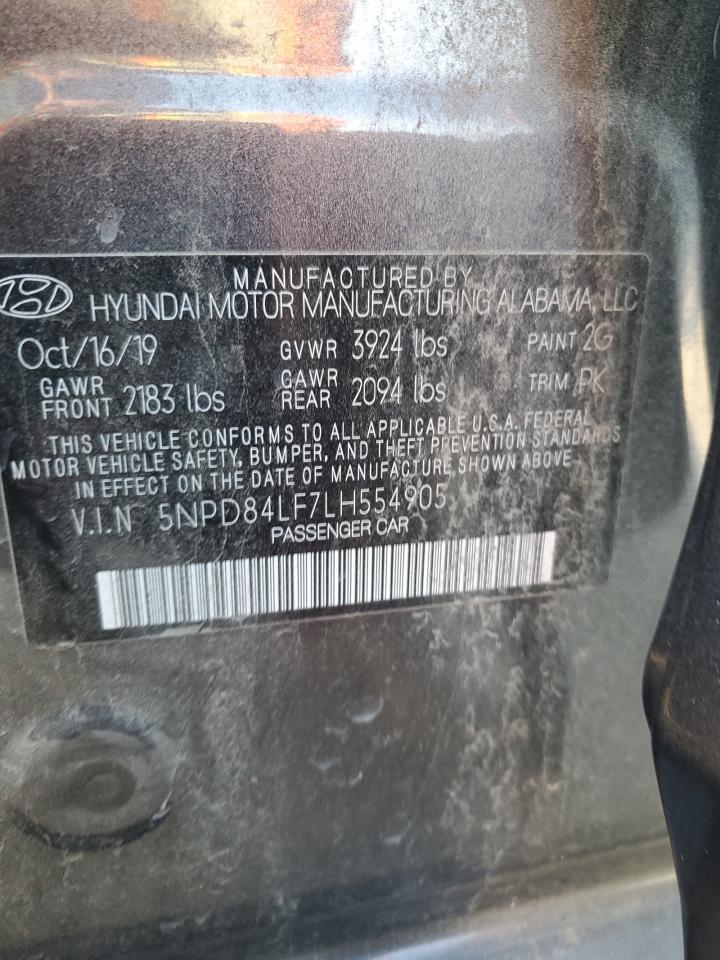 MANUFACTURED BY
HYUNDAI MOTOR MANUFACTURING ALABAMA, LLC
Oct/16/19 GVWR 3924 lbs PAINT 2G
GAWR FRONT 2183 lbs GAWR REAR 2094 lbs TRIM PK
THIS VEHICLE CONFORMS TO ALL APPLICABLE U.S.A. FEDERAL
MOTOR VEHICLE SAFETY, BUMPER, AND THEFT PREVENTION STANDARDS
IN EFFECT ON THE DATE OF MANUFACTURE SHOWN ABOVE
V.I.N 5NPD84LF7LH554905
PASSENGER CAR